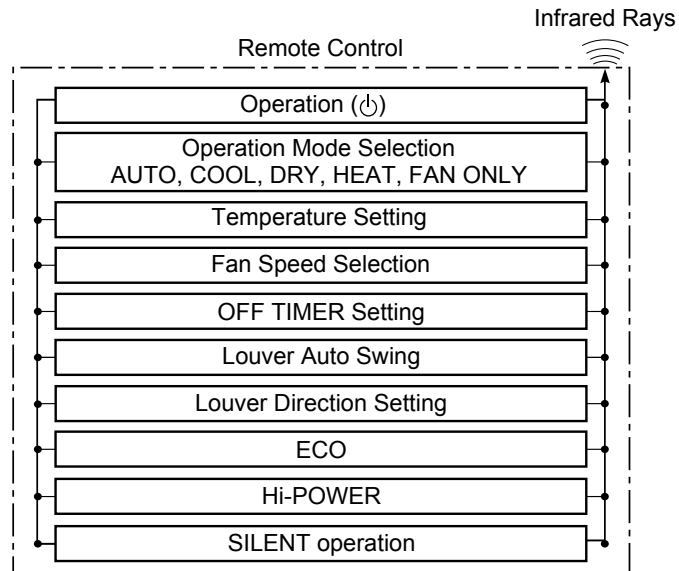 Infrared Rays
Remote Control
Operation (⏻)
Operation Mode Selection
AUTO, COOL, DRY, HEAT, FAN ONLY
Temperature Setting
Fan Speed Selection
OFF TIMER Setting
Louver Auto Swing
Louver Direction Setting
ECO
Hi-POWER
SILENT operation